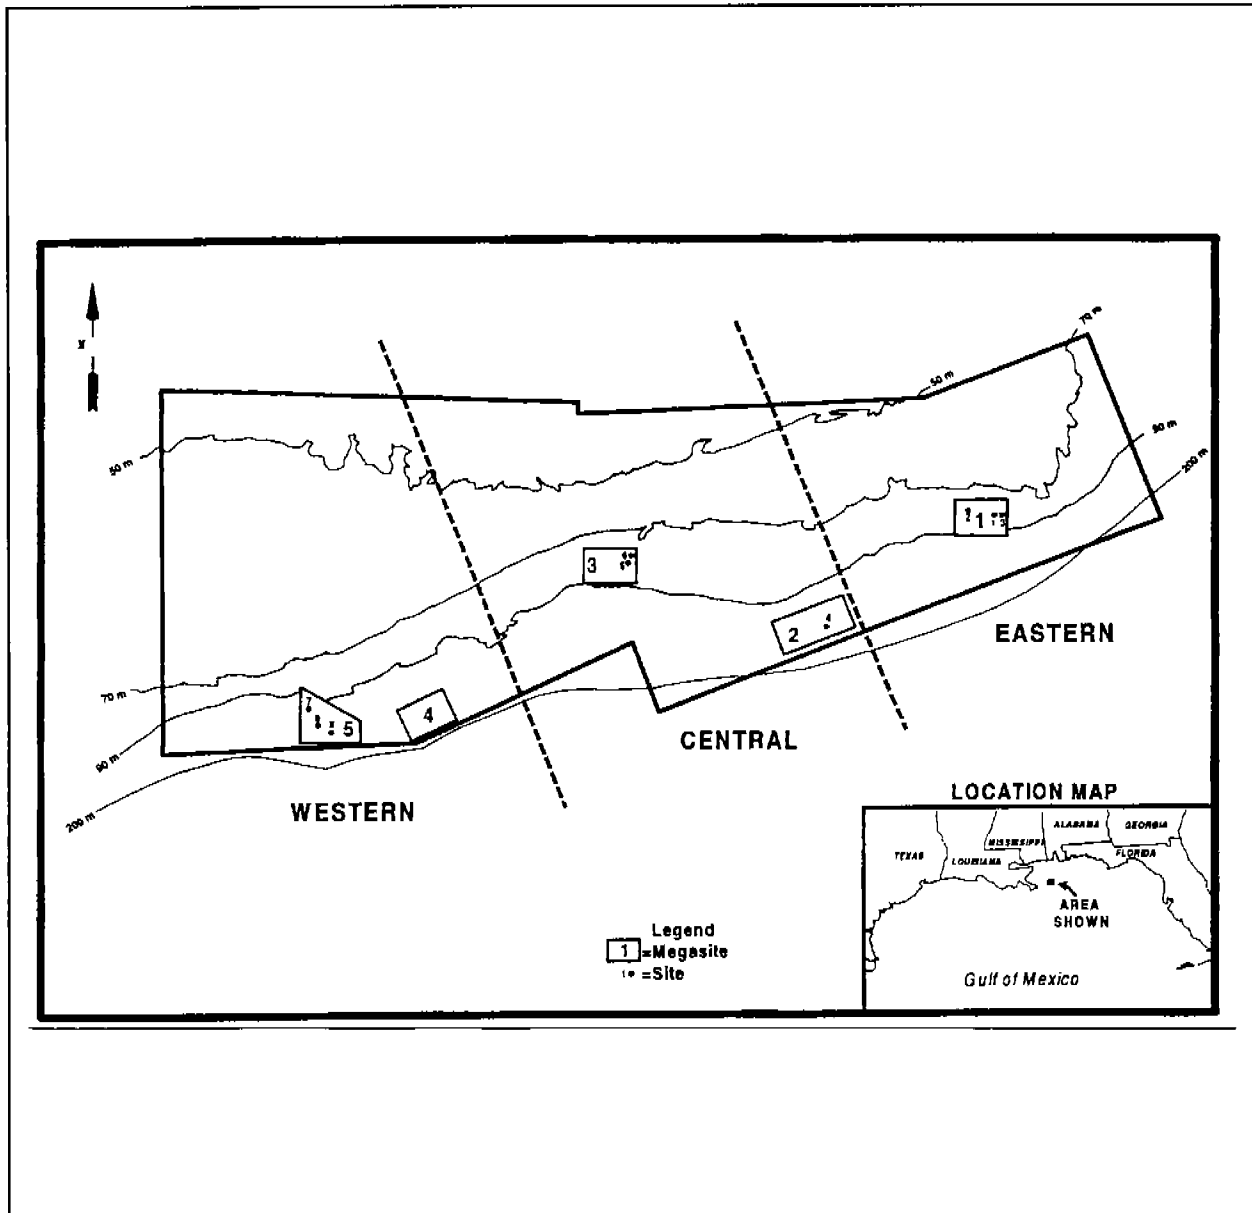 70 m
50 m
90 m
200 m
50 m
1
3
2
EASTERN
70 m
7
5
4
CENTRAL
90 m
WESTERN
200 m
LOCATION MAP
ALABAMA
GEORGIA
MISSISSIPPI
TEXAS
LOUISIANA
FLORIDA
AREA
SHOWN
Gulf of Mexico
Legend
1 =Megasite
=Site